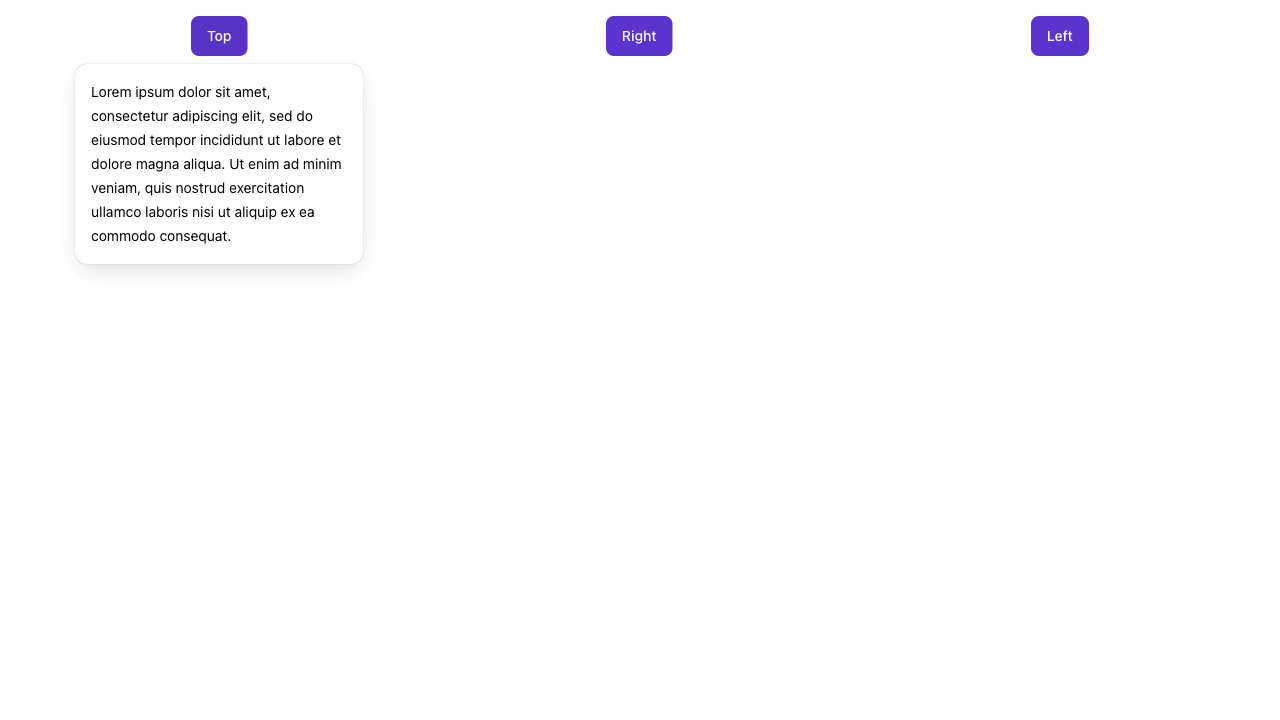 Top
Right
Left
Lorem ipsum dolor sit amet,
consectetur adipiscing elit, sed do
eiusmod tempor incididunt ut labore et
dolore magna aliqua. Ut enim ad minim
veniam, quis nostrud exercitation
ullamco laboris nisi ut aliquip ex ea
commodo consequat.